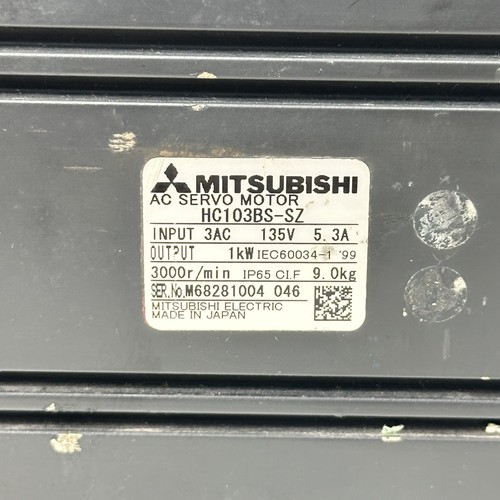 MITSUBISHI
AC SERVO MOTOR
HC103BS-SZ
INPUT 3AC 135V 5.3A
OUTPUT 1kW IEC60034-1 '99
3000r/min IP65 CI.F 9.0kg
SER.No.M68281004 046
MITSUBISHI ELECTRIC
MADE IN JAPAN